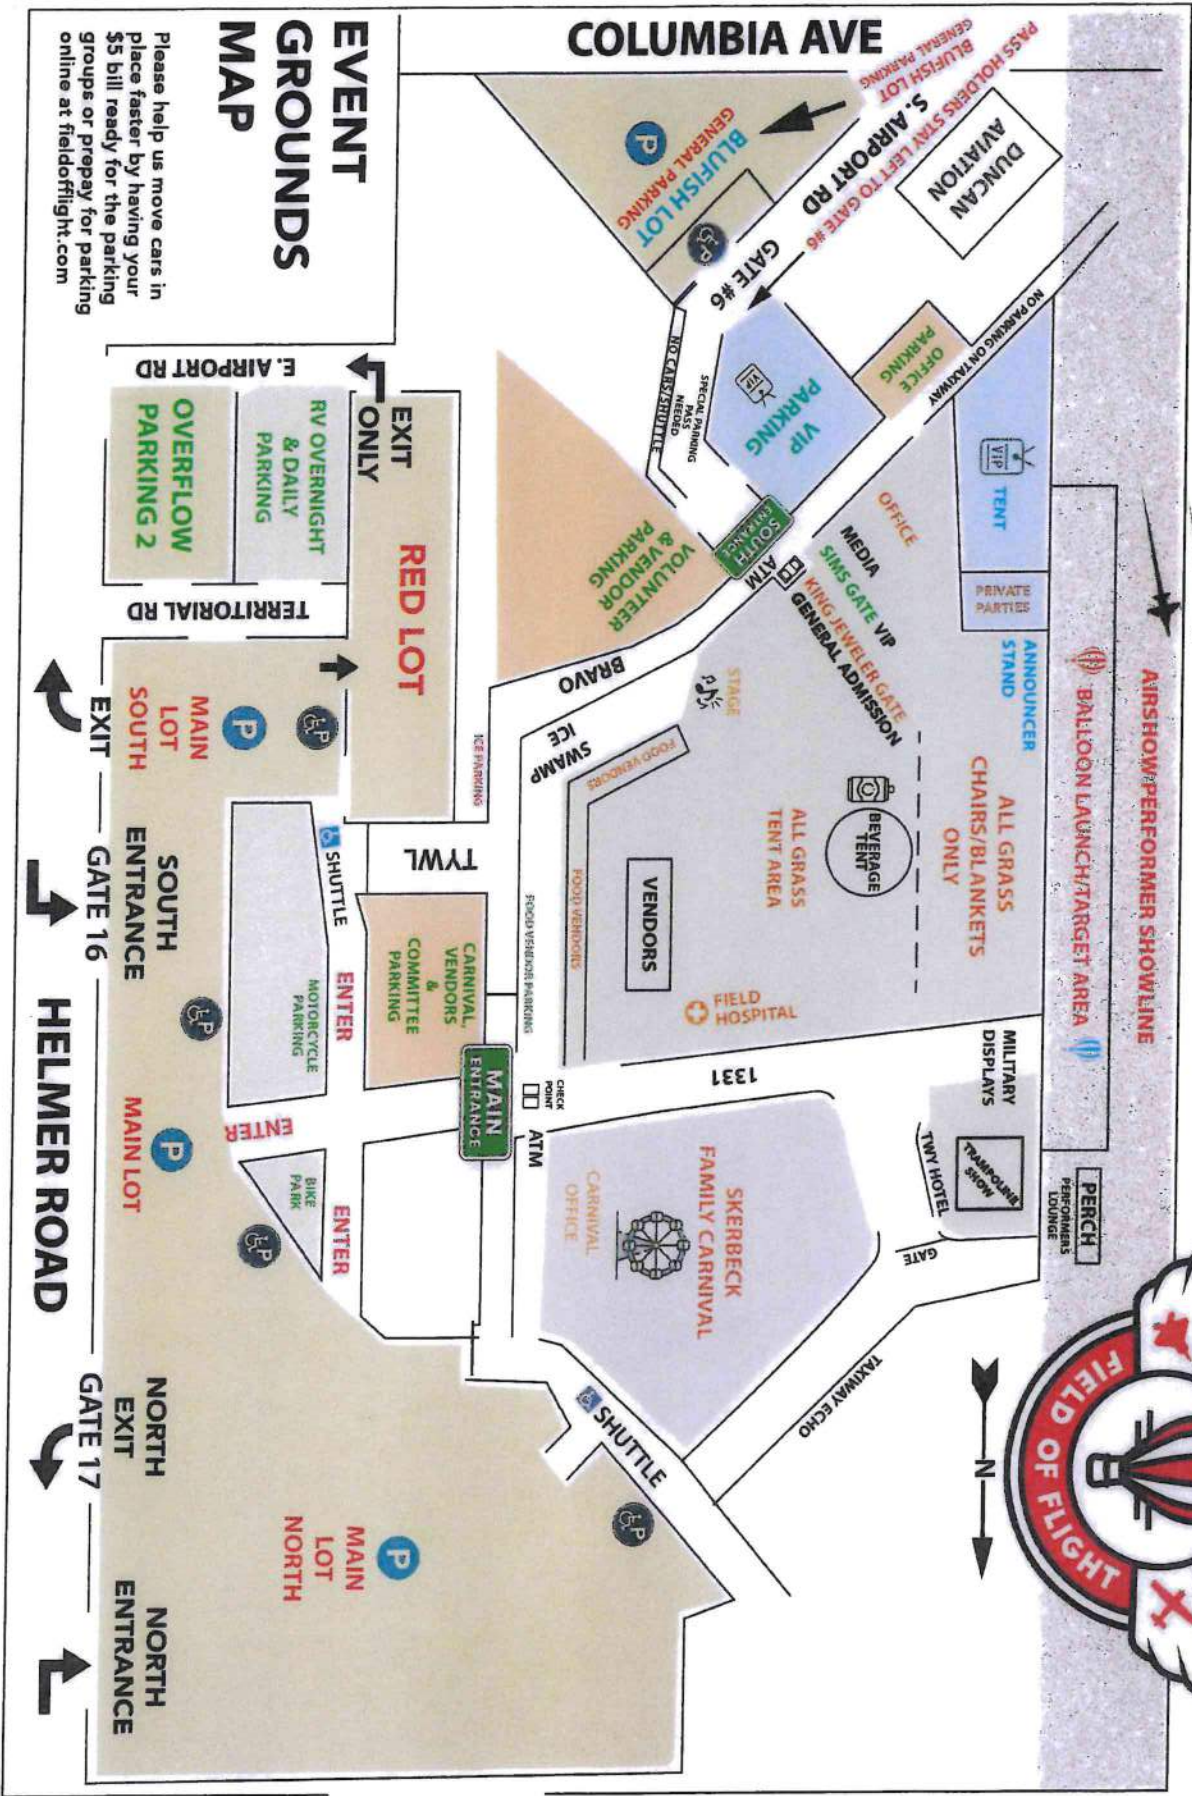 EVENT
GROUNDS
MAP
Please help us move cars in
place faster by having your
$5 bill ready for the parking
groups or prepay for parking
online at fieldofflight.com
COLUMBIA AVE
PASS HOLDERS STAY LEFT TO GATE #6
BLUFISH LOT
GENERAL PARKING
S. AIRPORT RD
DUNCAN
AVIATION
BLUFISH LOT
GENERAL PARKING
P
P
GATE #6
NO CARS/SHUTTLE
SPECIAL PARKING
PASS
NEEDED
VIP
VIP
PARKING
OFFICE
PARKING
NO PARKING ON TAXIWAY
VIP
TENT
PRIVATE
PARTIES
ANNOUNCER
STAND
AIRSHOW PERFORMER SHOWLINE
BALLOON LAUNCH/TARGET AREA
OFFICE
MEDIA
SIMS GATE VIP
KING JEWELER GATE
GENERAL ADMISSION
SOUTH
ENTRANCE
ATM
VOLUNTEER
& VENDOR
PARKING
BRAVO
STAGE
ICE
SWAMP
FOOD VENDORS
FOOD VENDORS
FOOD VENDOR PARKING
ALL GRASS
CHAIRS/BLANKETS
ONLY
BEVERAGE
TENT
ALL GRASS
TENT AREA
VENDORS
FIELD
HOSPITAL
1331
MILITARY
DISPLAYS
TRAMPOLINE
SHOW
TWY HOTEL
GATE
PERCH
PERFORMERS
LOUNGE
TAXIWAY ECHO
N
FIELD OF FLIGHT
SKERBECK
FAMILY CARNIVAL
CARNIVAL
OFFICE
CHECK
POINT
ATM
MAIN
ENTRANCE
CARNIVAL,
VENDORS
&
COMMITTEE
PARKING
TYWL
ICE PARKING
RED LOT
EXIT
ONLY
E. AIRPORT RD
RV OVERNIGHT
& DAILY
PARKING
OVERFLOW
PARKING 2
TERRITORIAL RD
MAIN
LOT
SOUTH
P
P
SHUTTLE
ENTER
MOTORCYCLE
PARKING
P
ENTER
BIKE
PARK
ENTER
P
MAIN LOT
P
SHUTTLE
P
MAIN
LOT
NORTH
P
EXIT
GATE 16
SOUTH
ENTRANCE
HELMER ROAD
GATE 17
NORTH
EXIT
NORTH
ENTRANCE